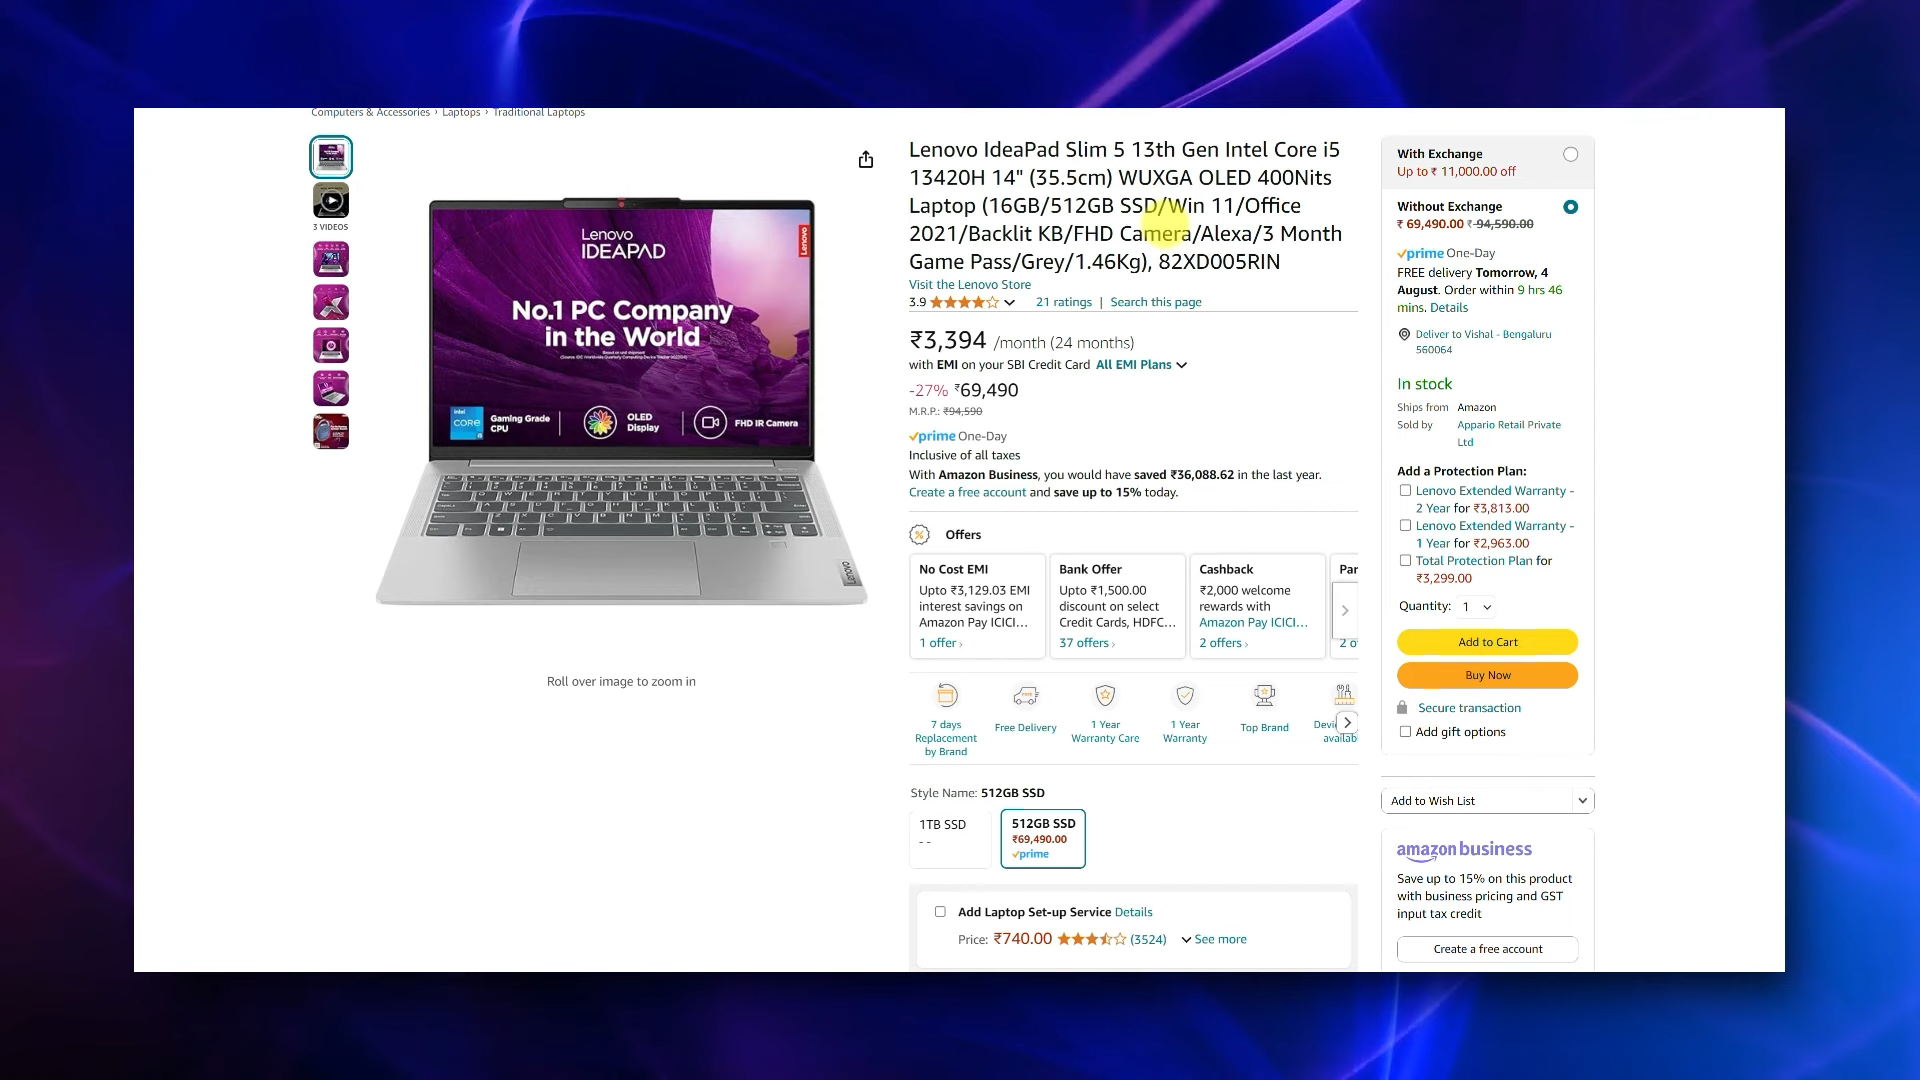 Computers & Accessories › Laptops › Traditional Laptops
3 VIDEOS
Lenovo
IDEAPAD
Lenovo
No.1 PC Company
in the World
intel
CORE
i5
Gaming Grade
CPU
OLED
Display
FHD IR Camera
Lenovo
Roll over image to zoom in
Lenovo IdeaPad Slim 5 13th Gen Intel Core i5
13420H 14" (35.5cm) WUXGA OLED 400Nits
Laptop (16GB/512GB SSD/Win 11/Office
2021/Backlit KB/FHD Camera/Alexa/3 Month
Game Pass/Grey/1.46Kg), 82XD005RIN
Visit the Lenovo Store
3.9 21 ratings | Search this page
₹3,394 /month (24 months)
with EMI on your SBI Credit Card All EMI Plans
-27% ₹69,490
M.R.P.: ₹94,590
prime One-Day
Inclusive of all taxes
With Amazon Business, you would have saved ₹36,088.62 in the last year.
Create a free account and save up to 15% today.
Offers
No Cost EMI
Upto ₹3,129.03 EMI
interest savings on
Amazon Pay ICICI…
1 offer ›
Bank Offer
Upto ₹1,500.00
discount on select
Credit Cards, HDFC…
37 offers ›
Cashback
₹2,000 welcome
rewards with
Amazon Pay ICICI…
2 offers ›
Par
2 o
7 days
Replacement
by Brand
Free Delivery
1 Year
Warranty Care
1 Year
Warranty
Top Brand
Devi
availab
Style Name: 512GB SSD
1TB SSD
- -
512GB SSD
₹69,490.00
prime
Add Laptop Set-up Service Details
Price: ₹740.00 (3524) See more
With Exchange
Up to ₹ 11,000.00 off
Without Exchange
₹ 69,490.00 ₹ 94,590.00
prime One-Day
FREE delivery Tomorrow, 4
August. Order within 9 hrs 46
mins. Details
Deliver to Vishal - Bengaluru
560064
In stock
Ships from Amazon
Sold by Appario Retail Private
Ltd
Add a Protection Plan:
Lenovo Extended Warranty -
2 Year for ₹3,813.00
Lenovo Extended Warranty -
1 Year for ₹2,963.00
Total Protection Plan for
₹3,299.00
Quantity: 1
Add to Cart
Buy Now
Secure transaction
Add gift options
Add to Wish List
amazon business
Save up to 15% on this product
with business pricing and GST
input tax credit
Create a free account